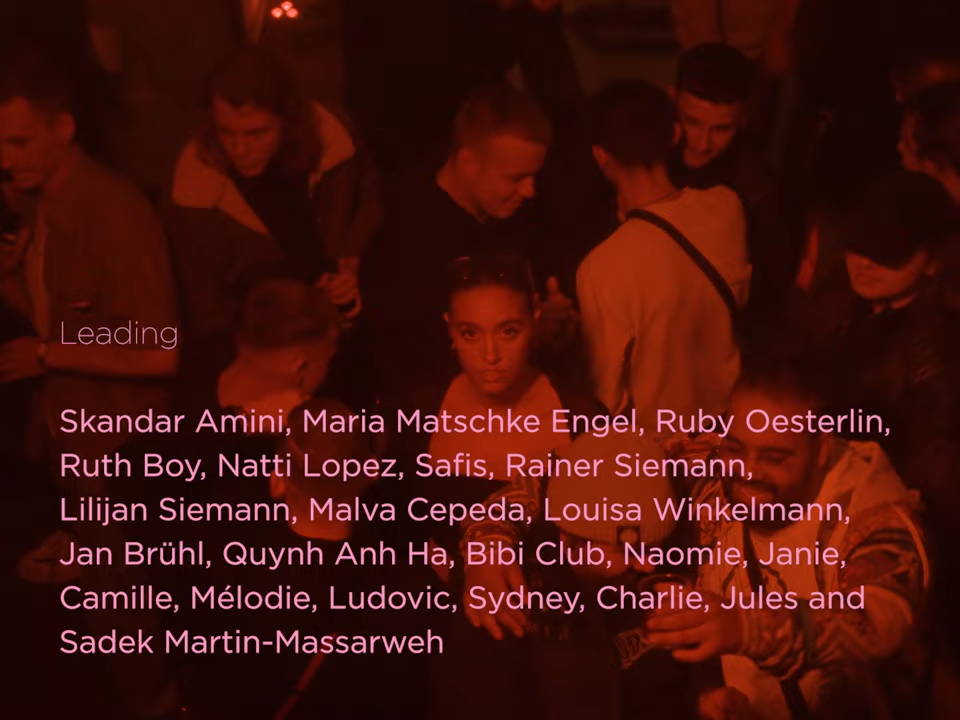 Leading
Skandar Amini, Maria Matschke Engel, Ruby Oesterlin,
Ruth Boy, Natti Lopez, Safis, Rainer Siemann,
Lilijan Siemann, Malva Cepeda, Louisa Winkelmann,
Jan Brühl, Quynh Anh Ha, Bibi Club, Naomie, Janie,
Camille, Mélodie, Ludovic, Sydney, Charlie, Jules and
Sadek Martin-Massarweh